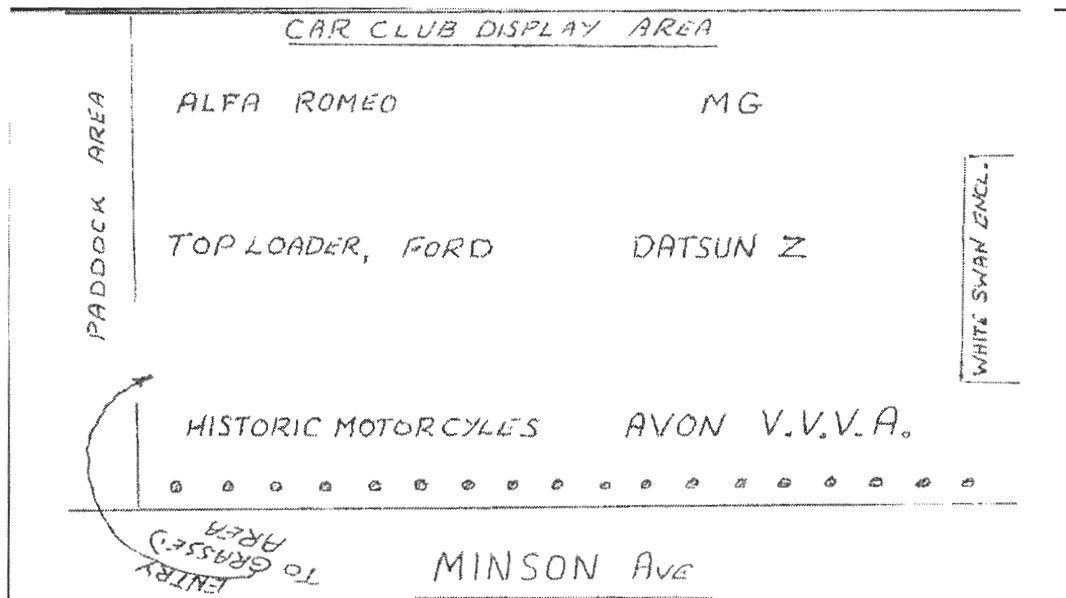 CAR CLUB DISPLAY AREA
ALFA ROMEO
MG
PADDOCK AREA
TOP LOADER, FORD
DATSUN Z
WHITE SWAN ENCL.
HISTORIC MOTORCYLES
AVON V.V.V.A.
ENTRY
TO GRASSED
AREA
MINSON AVE